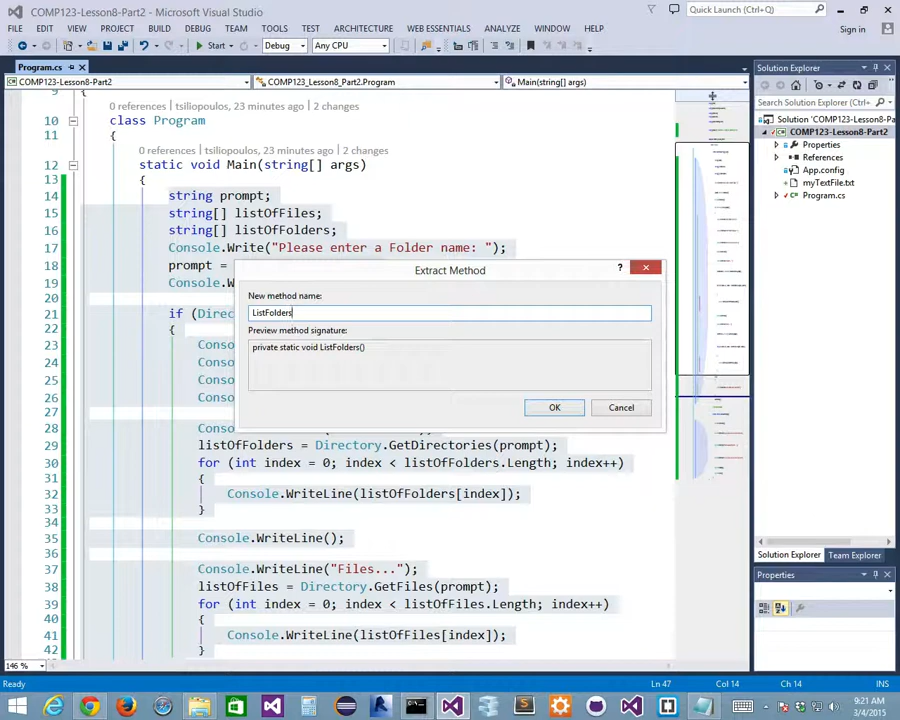 COMP123-Lesson8-Part2 - Microsoft Visual Studio
Quick Launch (Ctrl+Q)
FILE EDIT VIEW PROJECT BUILD DEBUG TEAM TOOLS TEST ARCHITECTURE WEB ESSENTIALS ANALYZE WINDOW HELP
Sign in
Start Debug Any CPU
Program.cs
COMP123-Lesson8-Part2
COMP123_Lesson8_Part2.Program
Main(string[] args)
9 {
0 references | tsiliopoulos, 23 minutes ago | 2 changes
10 class Program
11 {
0 references | tsiliopoulos, 23 minutes ago | 2 changes
12 static void Main(string[] args)
13 {
14 string prompt;
15 string[] listOfFiles;
16 string[] listOfFolders;
17 Console.Write("Please enter a Folder name: ");
18 prompt =
19 Console.W
20
21 if (Direc
22 {
23 Conso
24 Conso
25 Conso
26 Conso
27
28 Conso
29 listOfFolders = Directory.GetDirectories(prompt);
30 for (int index = 0; index < listOfFolders.Length; index++)
31 {
32 Console.WriteLine(listOfFolders[index]);
33 }
34
35 Console.WriteLine();
36
37 Console.WriteLine("Files...");
38 listOfFiles = Directory.GetFiles(prompt);
39 for (int index = 0; index < listOfFiles.Length; index++)
40 {
41 Console.WriteLine(listOfFiles[index]);
42 }
146 %
Extract Method
?
New method name:
ListFolders
Preview method signature:
private static void ListFolders()
OK
Cancel
Solution Explorer
Search Solution Explorer (Ctrl+
Solution 'COMP123-Lesson8-Pa
COMP123-Lesson8-Part2
Properties
References
App.config
myTextFile.txt
Program.cs
Solution Explorer Team Explorer
Properties
Ready
Ln 47 Col 14 Ch 14 INS
9:21 AM
3/4/2015